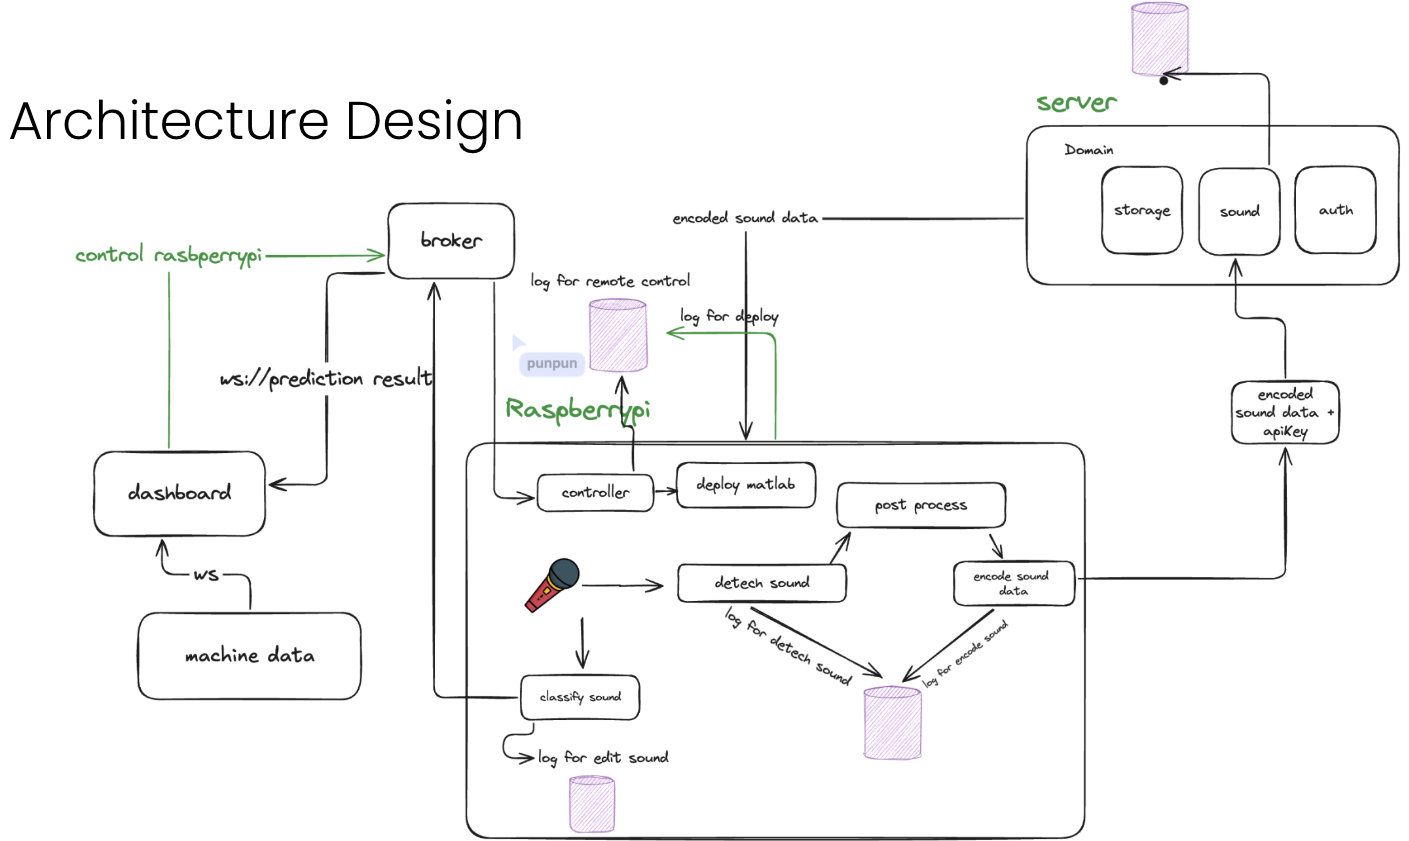 Architecture Design
server
Domain
storage
sound
auth
encoded sound data
broker
control rasbperrypi
log for remote control
log for deploy
punpun
ws://prediction result
Raspberrypi
encoded
sound data +
apiKey
dashboard
controller
deploy matlab
post process
ws
detech sound
encode sound
data
machine data
log for detech sound
log for encode sound
classify sound
log for edit sound